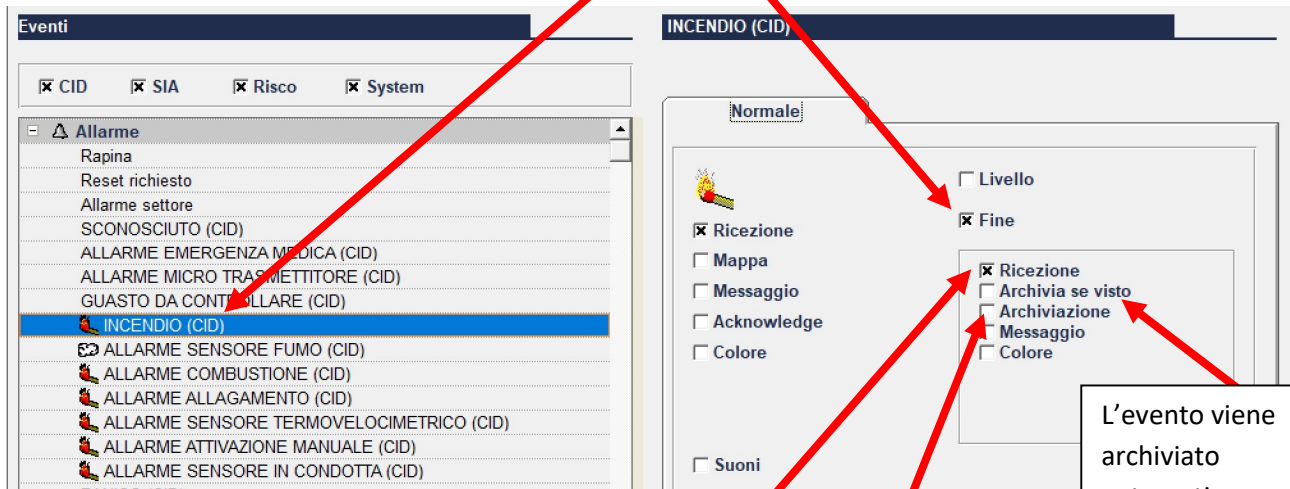 Eventi
CID SIA Risco System
Allarme
Rapina
Reset richiesto
Allarme settore
SCONOSCIUTO (CID)
ALLARME EMERGENZA MEDICA (CID)
ALLARME MICRO TRASMETTITORE (CID)
GUASTO DA CONTROLLARE (CID)
INCENDIO (CID)
ALLARME SENSORE FUMO (CID)
ALLARME COMBUSTIONE (CID)
ALLARME ALLAGAMENTO (CID)
ALLARME SENSORE TERMOVELOCIMETRICO (CID)
ALLARME ATTIVAZIONE MANUALE (CID)
ALLARME SENSORE IN CONDOTTA (CID)
INCENDIO (CID)
Normale
Ricezione
Mappa
Messaggio
Acknowledge
Colore
Suoni
Livello
Fine
Ricezione
Archivia se visto
Archiviazione
Messaggio
Colore
L'evento viene
archiviato